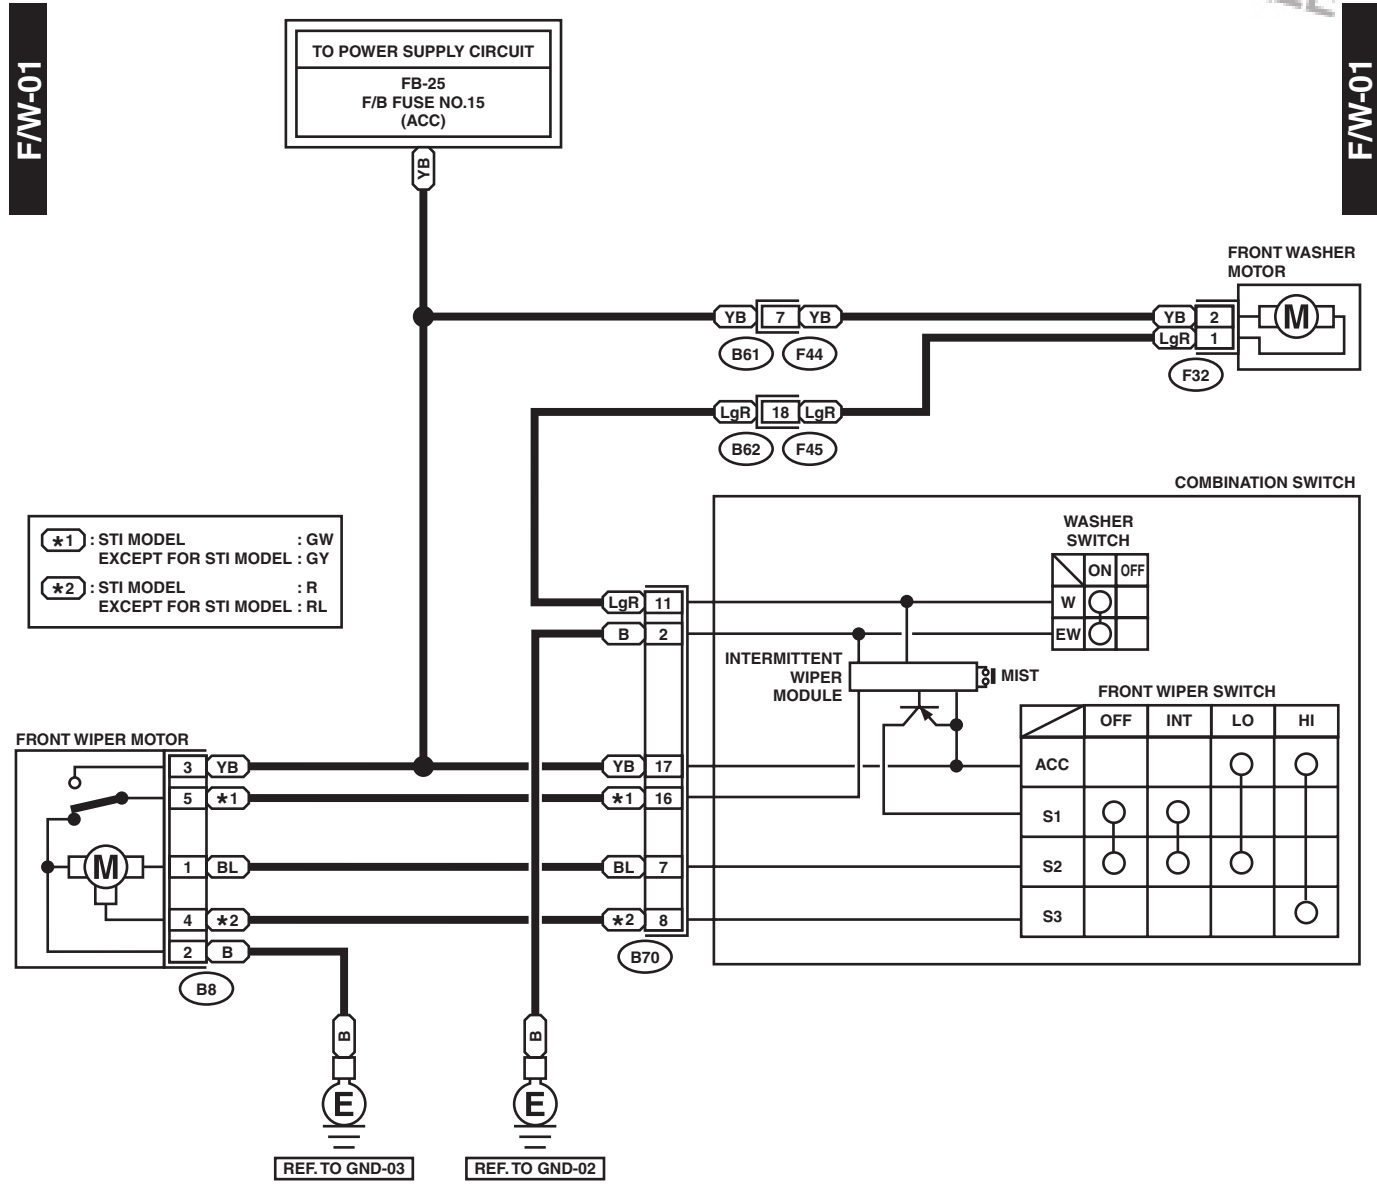 F/W-01
F/W-01
TO POWER SUPPLY CIRCUIT
FB-25
F/B FUSE NO.15
(ACC)
YB
FRONT WASHER
MOTOR
YB 7 YB
YB 2
M
LgR 1
B61 F44
F32
LgR 18 LgR
B62 F45
COMBINATION SWITCH
*1 : STI MODEL : GW
EXCEPT FOR STI MODEL : GY
*2 : STI MODEL : R
EXCEPT FOR STI MODEL : RL
WASHER
SWITCH
ON OFF
W
EW
LgR 11
B 2
INTERMITTENT
WIPER
MODULE
MIST
FRONT WIPER SWITCH
OFF INT LO HI
ACC
S1
S2
S3
FRONT WIPER MOTOR
3 YB
YB 17
5 *1
*1 16
M
1 BL
BL 7
4 *2
*2 8
2 B
B8
B70
B
B
E
E
REF. TO GND-03
REF. TO GND-02